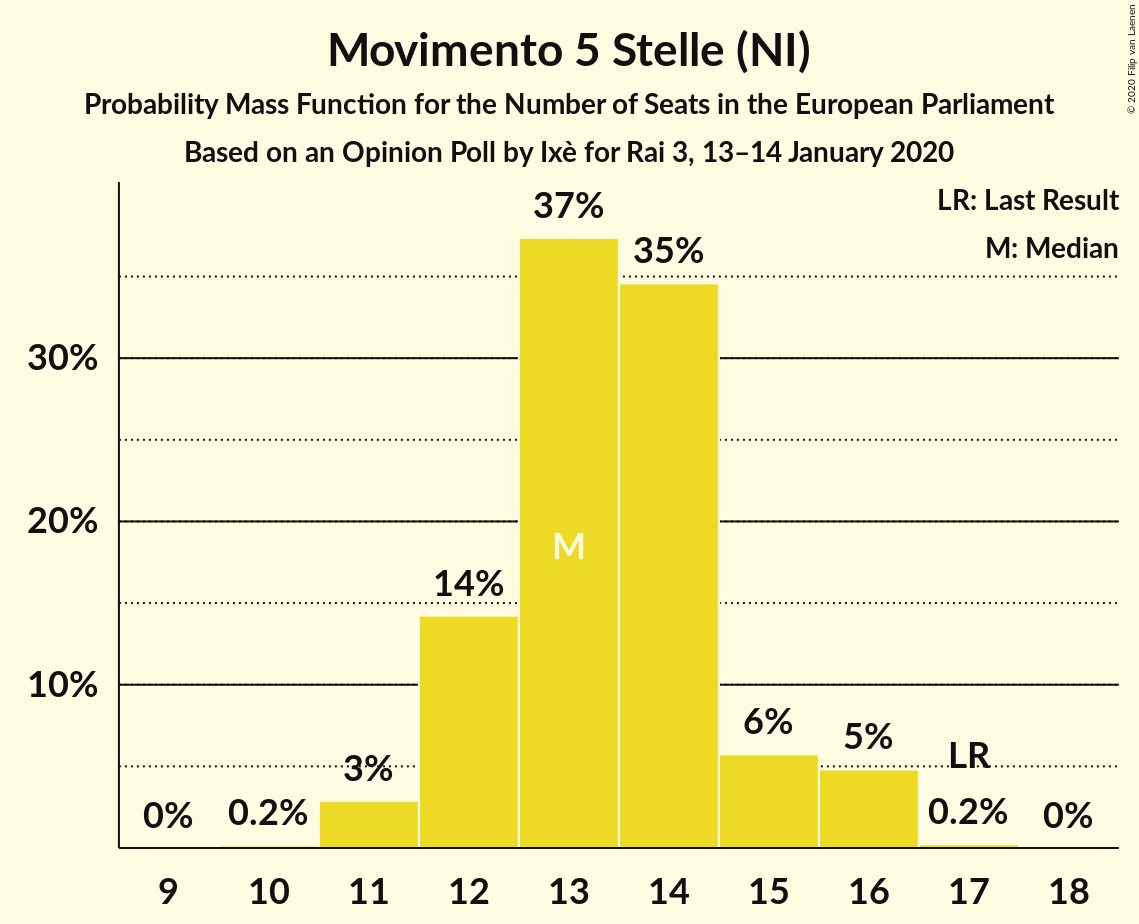 Movimento 5 Stelle (NI)
Probability Mass Function for the Number of Seats in the European Parliament
Based on an Opinion Poll by Ixè for Rai 3, 13–14 January 2020
© 2020 Filip van Laenen
LR: Last Result
M: Median
37%
35%
30%
M
20%
14%
10%
6%
5%
LR
3%
0%
0.2%
0.2%
0%
9 10 11 12 13 14 15 16 17 18